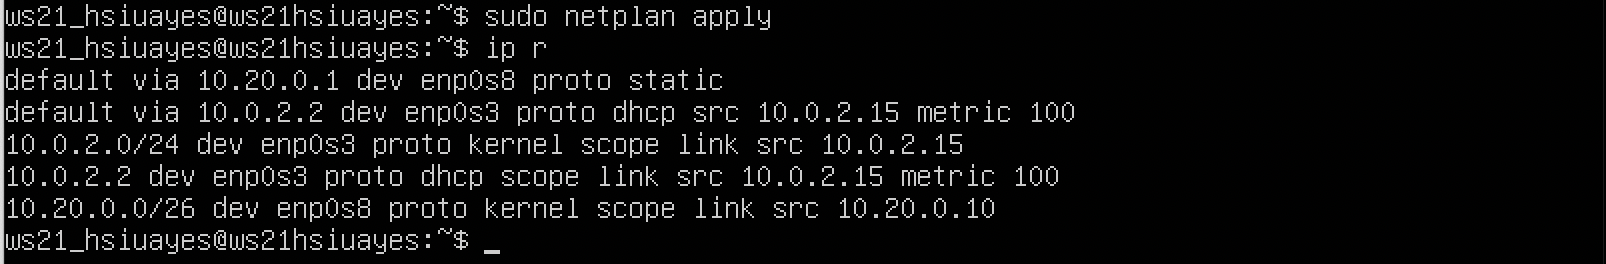 ws21_hsiuayes@ws21hsiuayes:~$ sudo netplan apply
ws21_hsiuayes@ws21hsiuayes:~$ ip r
default via 10.20.0.1 dev enp0s8 proto static
default via 10.0.2.2 dev enp0s3 proto dhcp src 10.0.2.15 metric 100
10.0.2.0/24 dev enp0s3 proto kernel scope link src 10.0.2.15
10.0.2.2 dev enp0s3 proto dhcp scope link src 10.0.2.15 metric 100
10.20.0.0/26 dev enp0s8 proto kernel scope link src 10.20.0.10
ws21_hsiuayes@ws21hsiuayes:~$ _